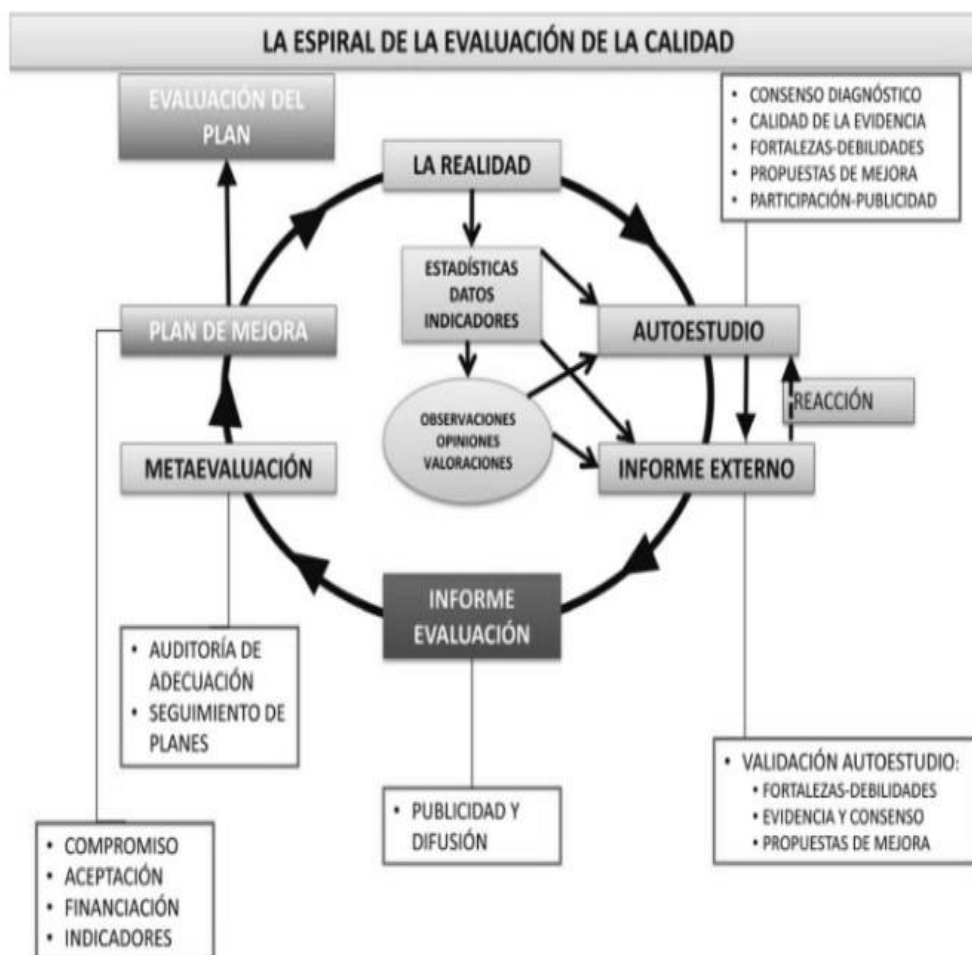 LA ESPIRAL DE LA EVALUACIÓN DE LA CALIDAD
EVALUACIÓN DEL
PLAN
LA REALIDAD
• CONSENSO DIAGNÓSTICO
• CALIDAD DE LA EVIDENCIA
• FORTALEZAS-DEBILIDADES
• PROPUESTAS DE MEJORA
• PARTICIPACIÓN-PUBLICIDAD
ESTADÍSTICAS
DATOS
INDICADORES
PLAN DE MEJORA
AUTOESTUDIO
REACCIÓN
OBSERVACIONES
OPINIONES
VALORACIONES
METAEVALUACIÓN
INFORME EXTERNO
INFORME
EVALUACIÓN
• AUDITORÍA DE
ADECUACIÓN
• SEGUIMIENTO DE
PLANES
• PUBLICIDAD Y
DIFUSIÓN
• VALIDACIÓN AUTOESTUDIO:
• FORTALEZAS-DEBILIDADES
• EVIDENCIA Y CONSENSO
• PROPUESTAS DE MEJORA
• COMPROMISO
• ACEPTACIÓN
• FINANCIACIÓN
• INDICADORES